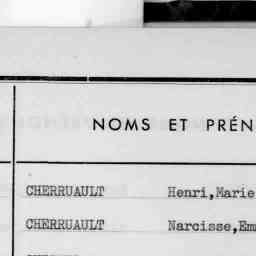 NOMS ET PRÉN
CHERRUAULT Henri,Marie
CHERRUAULT Narcisse,Em